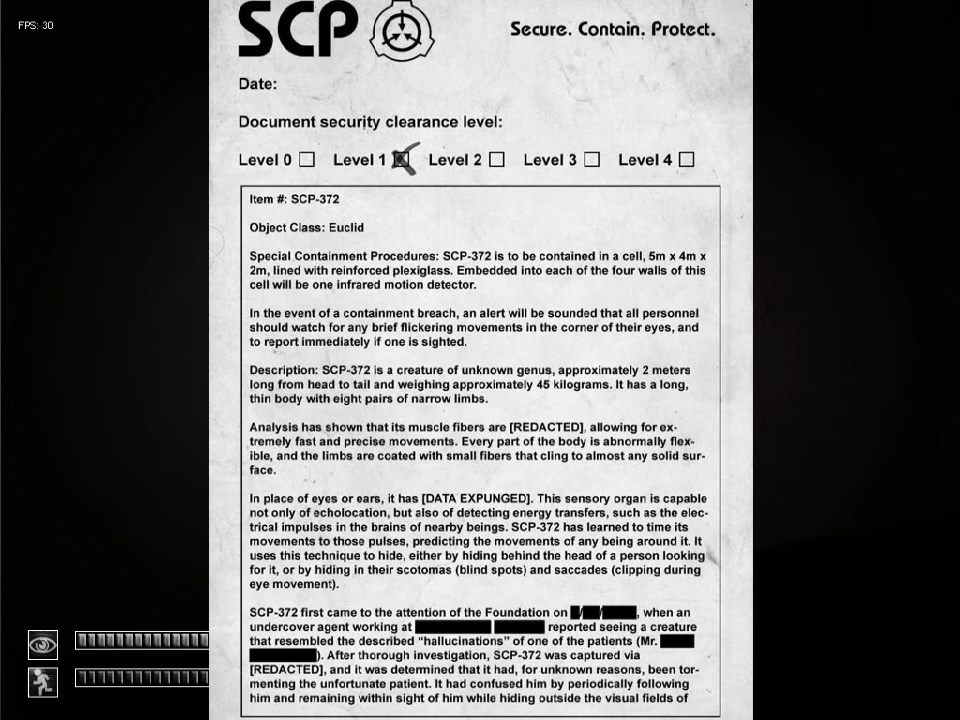 FPS: 30
SCP
Secure. Contain. Protect.
Date:
Document security clearance level:
Level 0 Level 1 Level 2 Level 3 Level 4
Item #: SCP-372
Object Class: Euclid
Special Containment Procedures: SCP-372 is to be contained in a cell, 5m x 4m x
2m, lined with reinforced plexiglass. Embedded into each of the four walls of this
cell will be one infrared motion detector.
In the event of a containment breach, an alert will be sounded that all personnel
should watch for any brief flickering movements in the corner of their eyes, and
to report immediately if one is sighted.
Description: SCP-372 is a creature of unknown genus, approximately 2 meters
long from head to tail and weighing approximately 45 kilograms. It has a long,
thin body with eight pairs of narrow limbs.
Analysis has shown that its muscle fibers are [REDACTED], allowing for ex-
tremely fast and precise movements. Every part of the body is abnormally flex-
ible, and the limbs are coated with small fibers that cling to almost any solid sur-
face.
In place of eyes or ears, it has [DATA EXPUNGED]. This sensory organ is capable
not only of echolocation, but also of detecting energy transfers, such as the elec-
trical impulses in the brains of nearby beings. SCP-372 has learned to time its
movements to those pulses, predicting the movements of any being around it. It
uses this technique to hide, either by hiding behind the head of a person looking
for it, or by hiding in their scotomas (blind spots) and saccades (clipping during
eye movement).
SCP-372 first came to the attention of the Foundation on / / , when an
undercover agent working at reported seeing a creature
that resembled the described “hallucinations” of one of the patients (Mr.
). After thorough investigation, SCP-372 was captured via
[REDACTED], and it was determined that it had, for unknown reasons, been tor-
menting the unfortunate patient. It had confused him by periodically following
him and remaining within sight of him while hiding outside the visual fields of